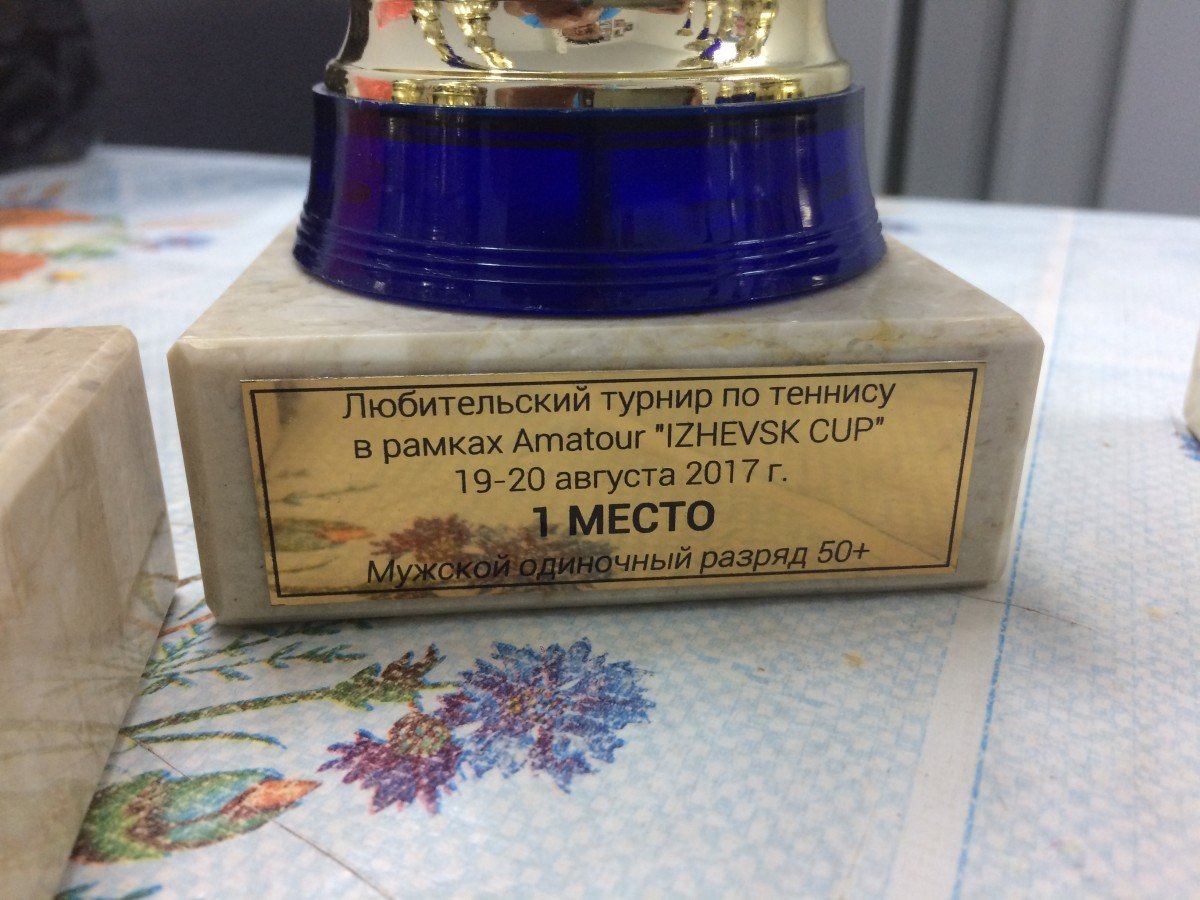 Любительский турнир по теннису
в рамках Amatour "IZHEVSK CUP"
19-20 августа 2017 г.
1 МЕСТО
Мужской одиночный разряд 50+